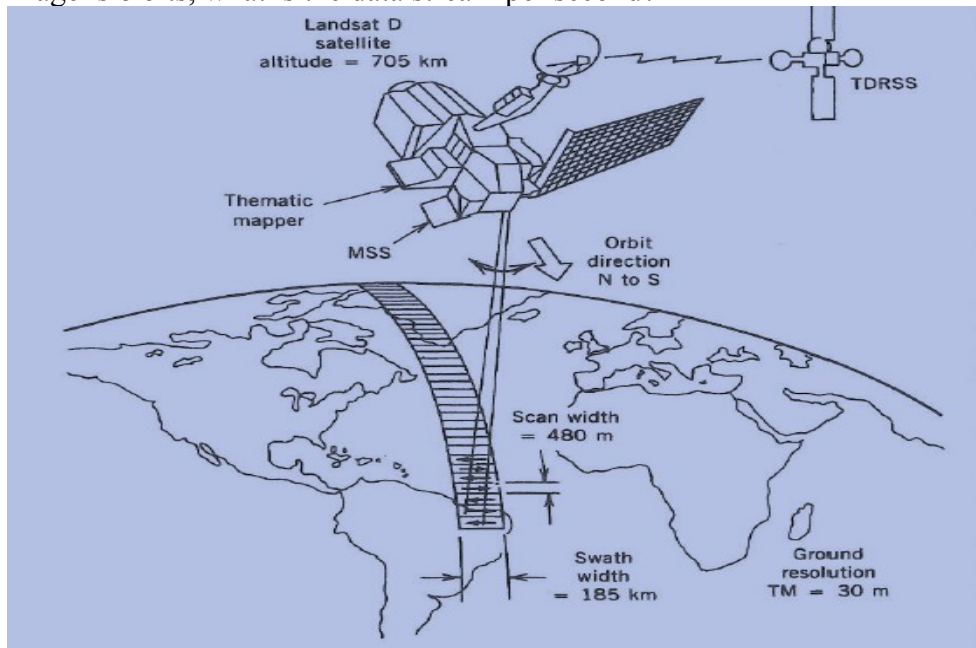 Landsat D
satellite
altitude = 705 km
TDRSS
Thematic
mapper
MSS
Orbit
direction
N to S
Scan width
= 480 m
Swath
width
= 185 km
Ground
resolution
TM = 30 m